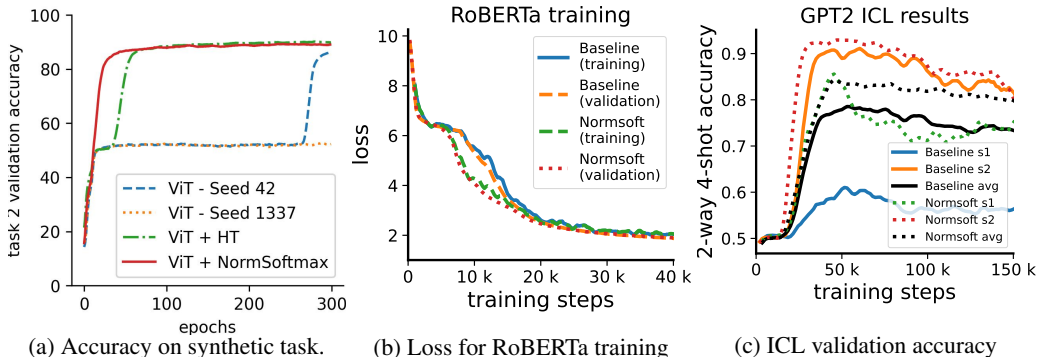 task 2 validation accuracy
100
80
60
40
20
0
0
100
200
300
epochs
ViT - Seed 42
ViT - Seed 1337
ViT + HT
ViT + NormSoftmax
(a) Accuracy on synthetic task.
RoBERTa training
loss
10
8
6
4
2
0 k
10 k
20 k
30 k
40 k
training steps
Baseline
(training)
Baseline
(validation)
Normsoft
(training)
Normsoft
(validation)
(b) Loss for RoBERTa training
GPT2 ICL results
2-way 4-shot accuracy
0.9
0.8
0.7
0.6
0.5
0 k
50 k
100 k
150 k
training steps
Baseline s1
Baseline s2
Baseline avg
Normsoft s1
Normsoft s2
Normsoft avg
(c) ICL validation accuracy